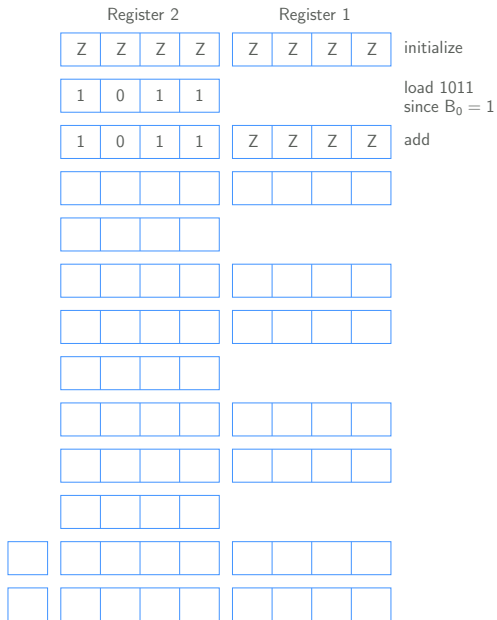 Register 2 Register 1
Z Z Z Z Z Z Z Z initialize
1 0 1 1 load 1011
since B₀ = 1
1 0 1 1 Z Z Z Z add